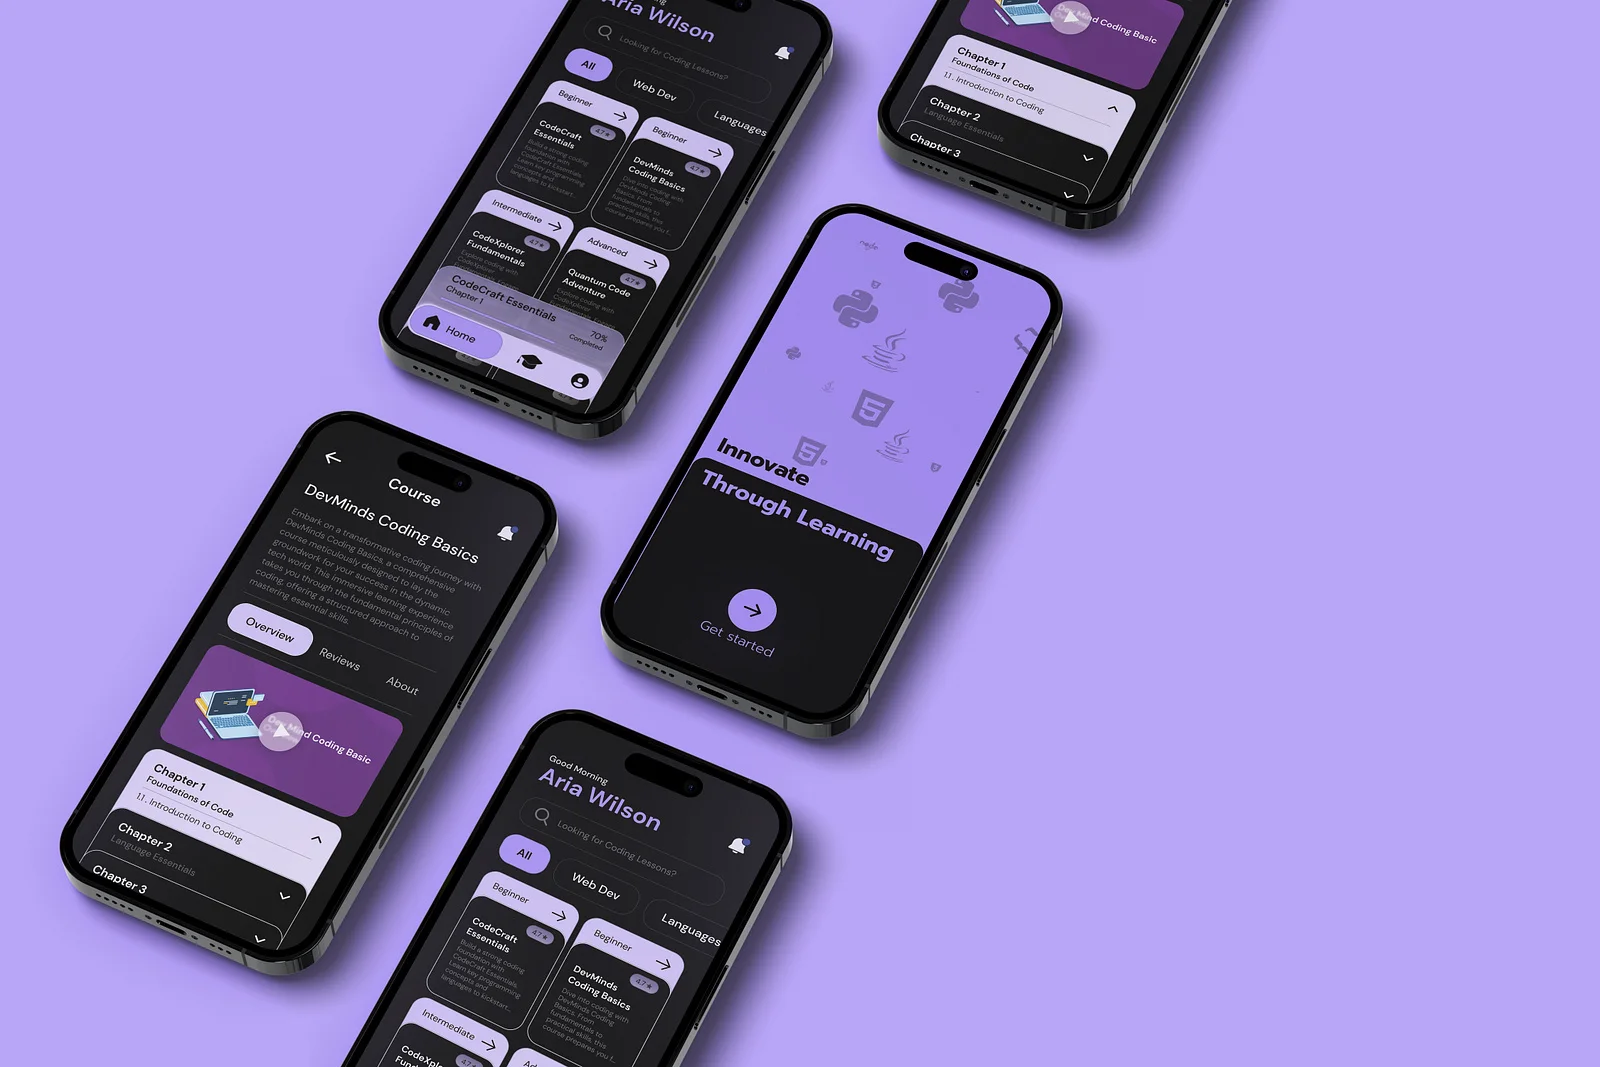 Aria Wilson
Looking for Coding Lessons?
All
Web Dev
Languages
Beginner
CodeCraft
Essentials
4.7★
Build a strong coding
foundation with
CodeCraft Essentials.
Learn key programming
concepts and
languages to kickstart...
Beginner
DevMinds
Coding Basics
4.7★
Dive into coding with
DevMinds Coding
Basics. From
fundamentals to
practical skills, this
course prepares you f...
Intermediate
CodeXplorer
Fundamentals
4.7★
Explore coding with
CodeXplorer
Advanced
Quantum Code
Adventure
4.7★
Explore coding with
CodeXplorer
CodeCraft Essentials
Chapter 1
70%
Completed
Home
Mind Coding Basic
Chapter 1
Foundations of Code
1.1. Introduction to Coding
Chapter 2
Language Essentials
Chapter 3
node
5
5
Innovate
Through Learning
Get started
Course
DevMinds Coding Basics
Embark on a transformative coding journey with
DevMinds Coding Basics, a comprehensive
course meticulously designed to lay the
groundwork for your success in the dynamic
tech world. This immersive learning experience
takes you through the fundamental principles of
coding, offering a structured approach to
mastering essential skills.
Overview
Reviews
About
Mind Coding Basic
Chapter 1
Foundations of Code
1.1. Introduction to Coding
Chapter 2
Language Essentials
Chapter 3
Good Morning
Aria Wilson
Looking for Coding Lessons?
All
Web Dev
Languages
Beginner
CodeCraft
Essentials
4.7★
Build a strong coding
foundation with
CodeCraft Essentials.
Learn key programming
concepts and
languages to kickstart...
Beginner
DevMinds
Coding Basics
4.7★
Dive into coding with
DevMinds Coding
Basics. From
fundamentals to
practical skills, this
course prepares you f...
Intermediate
CodeXplorer
4.7★